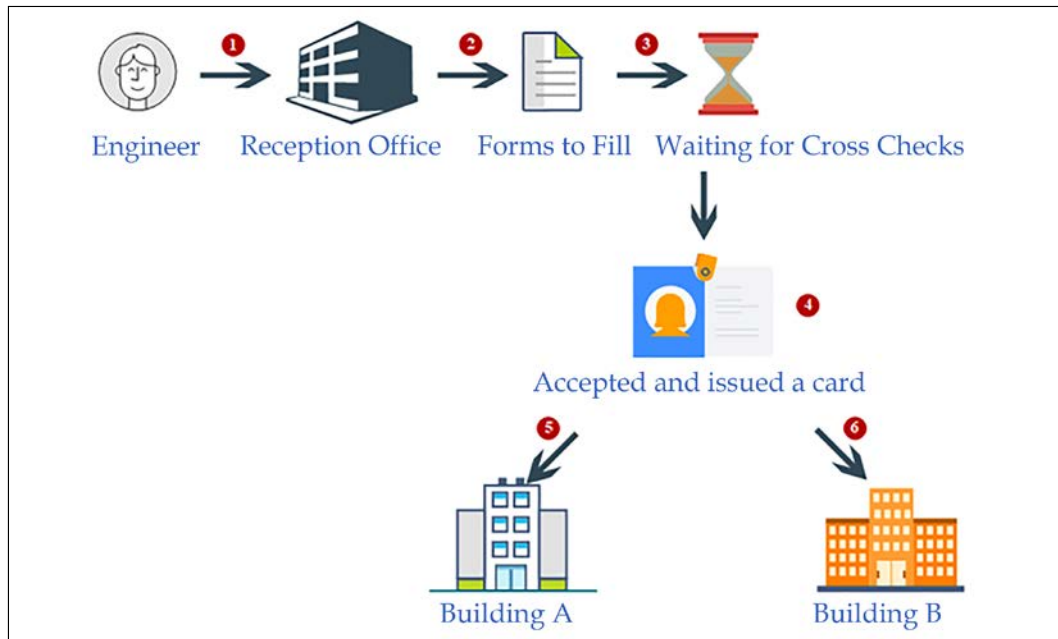 1
2
3
Engineer
Reception Office
Forms to Fill
Waiting for Cross Checks
4
Accepted and issued a card
5
6
Building A
Building B